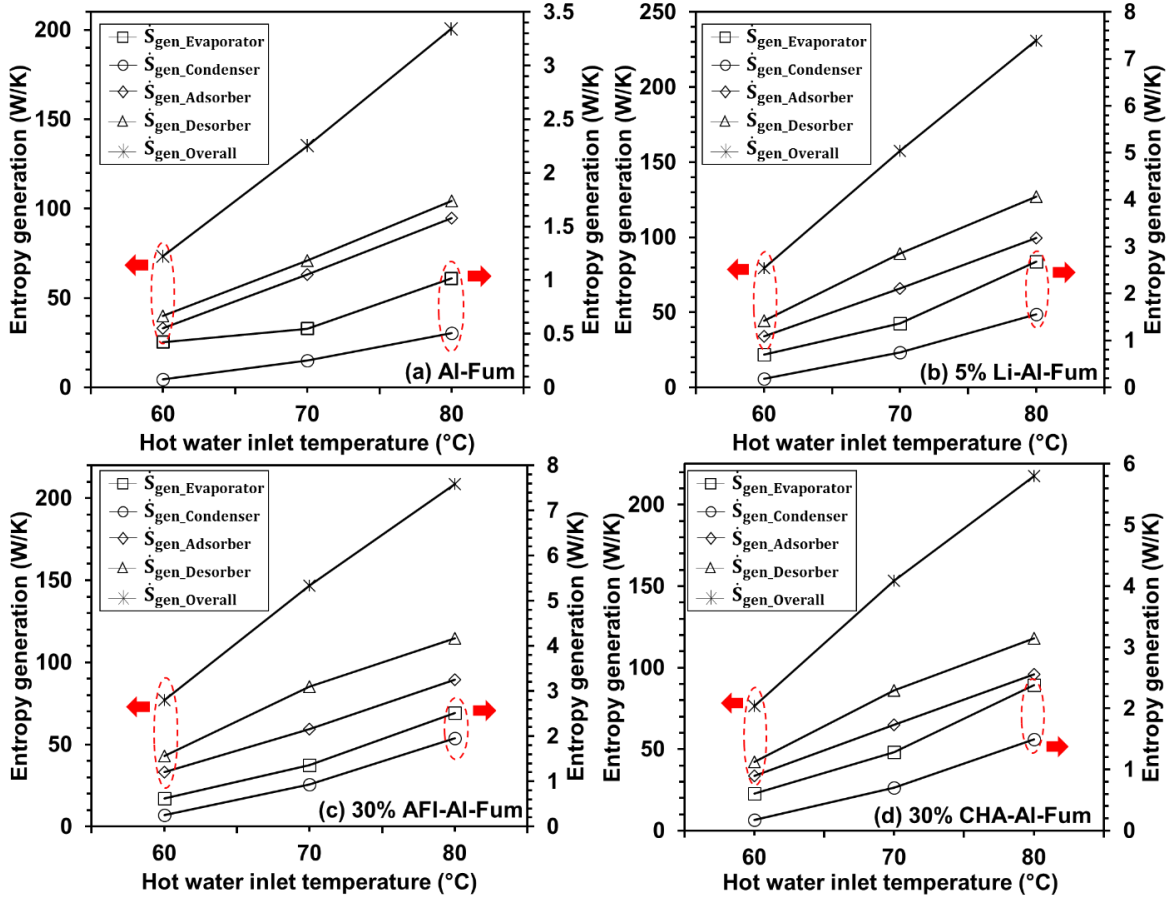 Entropy generation (W/K)
200
150
100
50
0
Ṡgen_Evaporator
Ṡgen_Condenser
Ṡgen_Adsorber
Ṡgen_Desorber
Ṡgen_Overall
(a) Al-Fum
3.5
3
2.5
2
1.5
1
0.5
0
Entropy generation (W/K)
60 70 80
Hot water inlet temperature (°C)
Entropy generation (W/K)
250
200
150
100
50
0
Ṡgen_Evaporator
Ṡgen_Condenser
Ṡgen_Adsorber
Ṡgen_Desorber
Ṡgen_Overall
(b) 5% Li-Al-Fum
8
7
6
5
4
3
2
1
0
Entropy generation (W/K)
60 70 80
Hot water inlet temperature (°C)
Entropy generation (W/K)
200
150
100
50
0
Ṡgen_Evaporator
Ṡgen_Condenser
Ṡgen_Adsorber
Ṡgen_Desorber
Ṡgen_Overall
(c) 30% AFI-Al-Fum
8
7
6
5
4
3
2
1
0
Entropy generation (W/K)
60 70 80
Hot water inlet temperature (°C)
Entropy generation (W/K)
200
150
100
50
0
Ṡgen_Evaporator
Ṡgen_Condenser
Ṡgen_Adsorber
Ṡgen_Desorber
Ṡgen_Overall
(d) 30% CHA-Al-Fum
6
5
4
3
2
1
0
Entropy generation (W/K)
60 70 80
Hot water inlet temperature (°C)